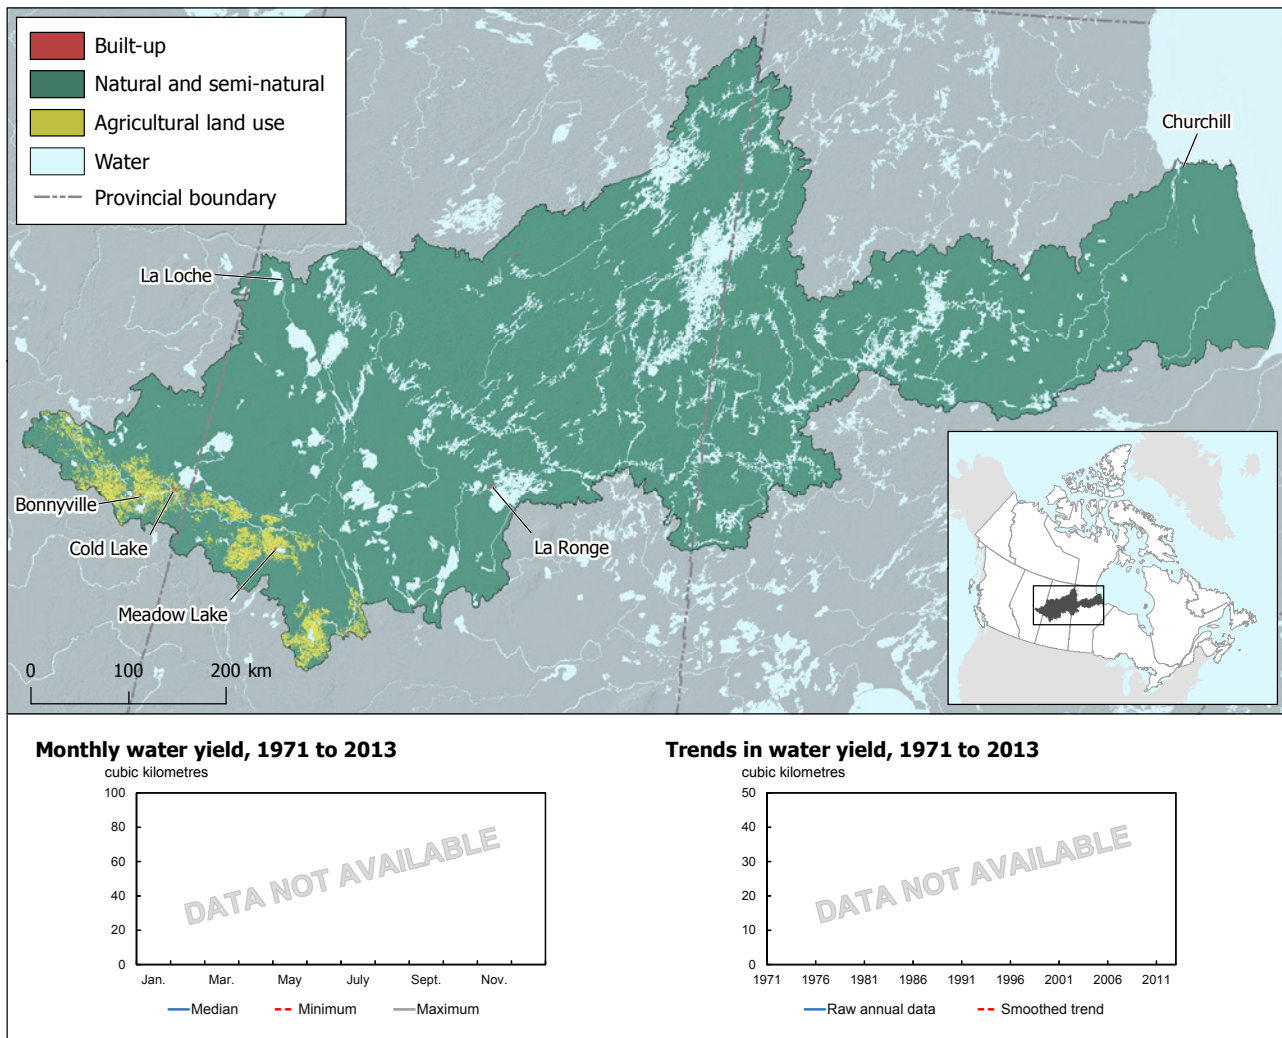 Built-up
Natural and semi-natural
Agricultural land use
Water
Provincial boundary
Churchill
La Loche
Bonnyville
Cold Lake
La Ronge
Meadow Lake
0 100 200 km
Monthly water yield, 1971 to 2013
cubic kilometres
100
80
60
40
20
0
DATA NOT AVAILABLE
Jan. Mar. May July Sept. Nov.
Median Minimum Maximum
Trends in water yield, 1971 to 2013
cubic kilometres
50
40
30
20
10
0
DATA NOT AVAILABLE
1971 1976 1981 1986 1991 1996 2001 2006 2011
Raw annual data Smoothed trend